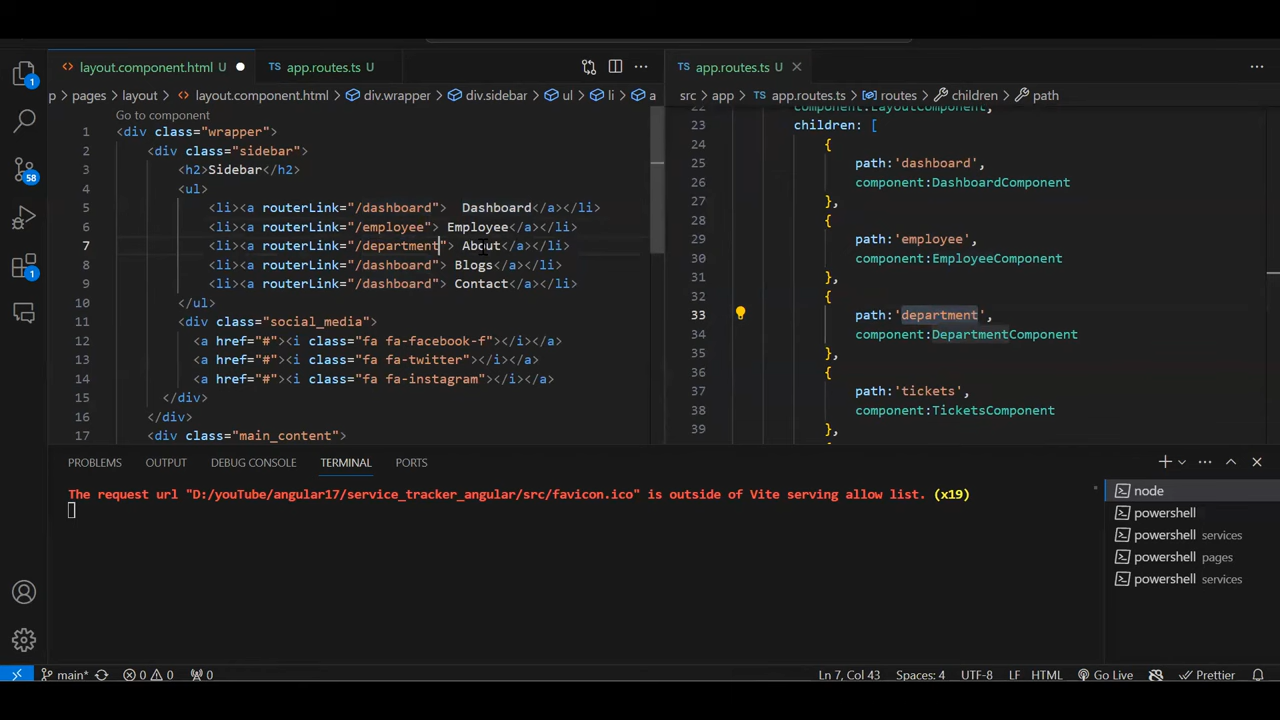 layout.component.html U
TS app.routes.ts U
TS app.routes.ts U
p > pages > layout > layout.component.html > div.wrapper > div.sidebar > ul > li > a
src > app > TS app.routes.ts > routes > children > path
Go to component
1 <div class="wrapper">
2 <div class="sidebar">
3 <h2>Sidebar</h2>
4 <ul>
5 <li><a routerLink="/dashboard">  Dashboard</a></li>
6 <li><a routerLink="/employee"> Employee</a></li>
7 <li><a routerLink="/department"> About</a></li>
8 <li><a routerLink="/dashboard"> Blogs</a></li>
9 <li><a routerLink="/dashboard"> Contact</a></li>
10 </ul>
11 <div class="social_media">
12 <a href="#"><i class="fa fa-facebook-f"></i></a>
13 <a href="#"><i class="fa fa-twitter"></i></a>
14 <a href="#"><i class="fa fa-instagram"></i></a>
15 </div>
16 </div>
17 <div class="main_content">
22 component:LayoutComponent,
23 children: [
24 {
25 path:'dashboard',
26 component:DashboardComponent
27 },
28 {
29 path:'employee',
30 component:EmployeeComponent
31 },
32 {
33 path:'department',
34 component:DepartmentComponent
35 },
36 {
37 path:'tickets',
38 component:TicketsComponent
39 },
PROBLEMS OUTPUT DEBUG CONSOLE TERMINAL PORTS
The request url "D:/youTube/angular17/service_tracker_angular/src/favicon.ico" is outside of Vite serving allow list. (x19)
node
powershell
powershell services
powershell pages
powershell services
1
58
1
main* 0 0 0 Ln 7, Col 43 Spaces: 4 UTF-8 LF HTML Go Live Prettier